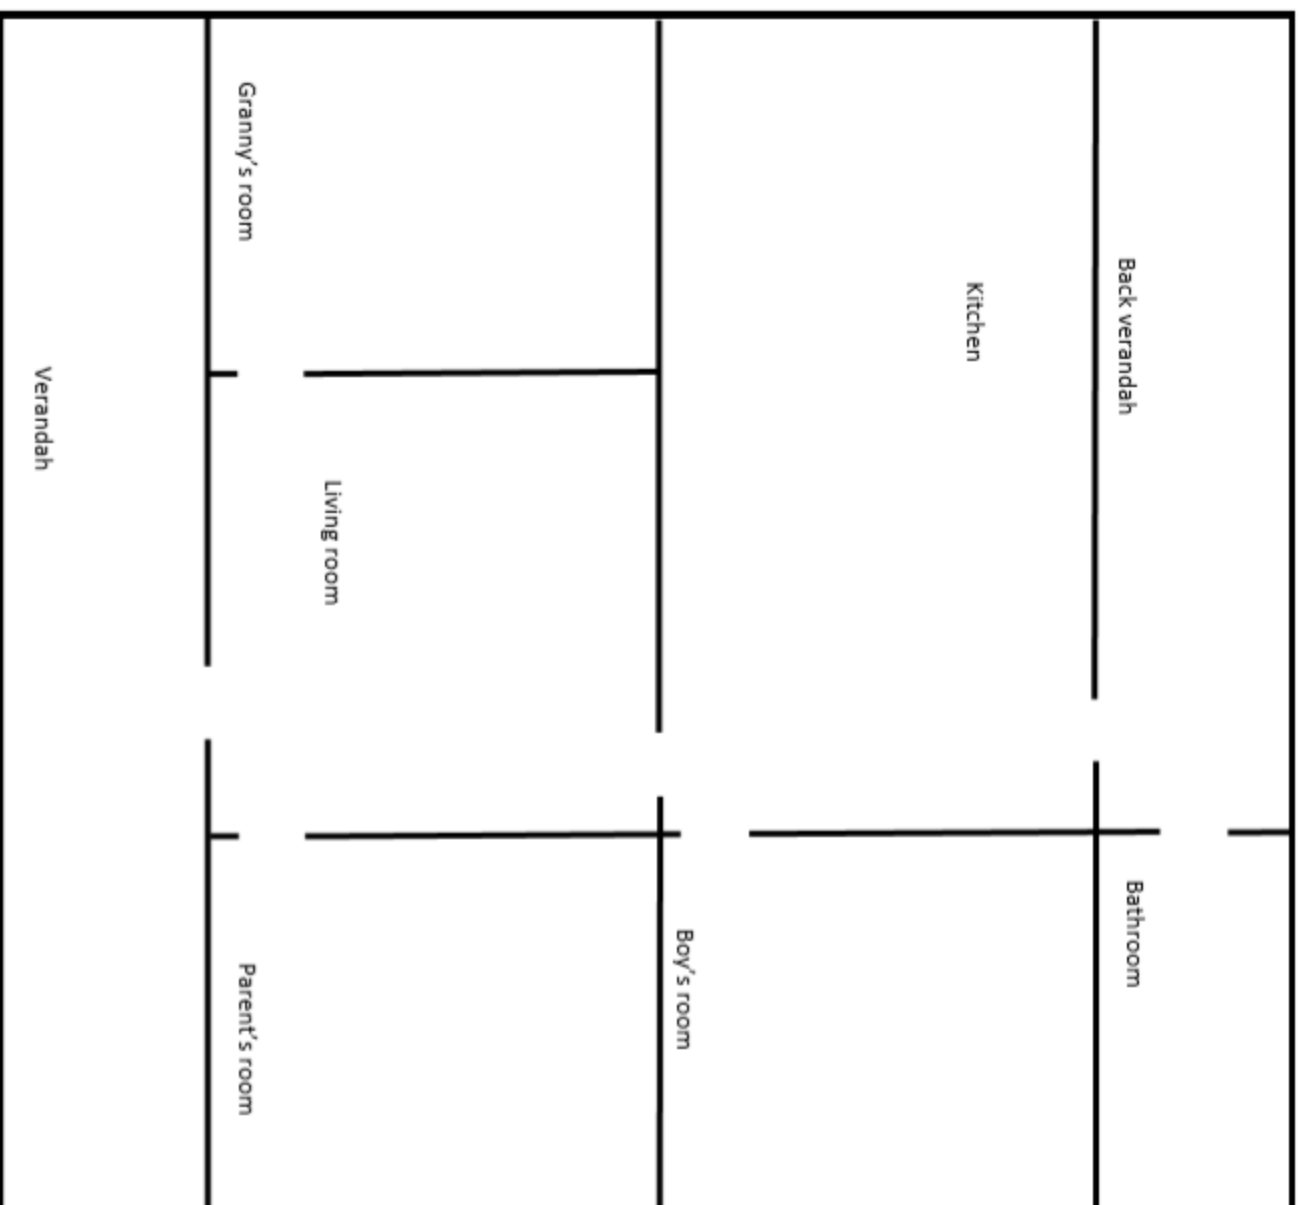 Back verandah
Bathroom
Kitchen
Boy's room
Living room
Granny's room
Parent's room
Verandah